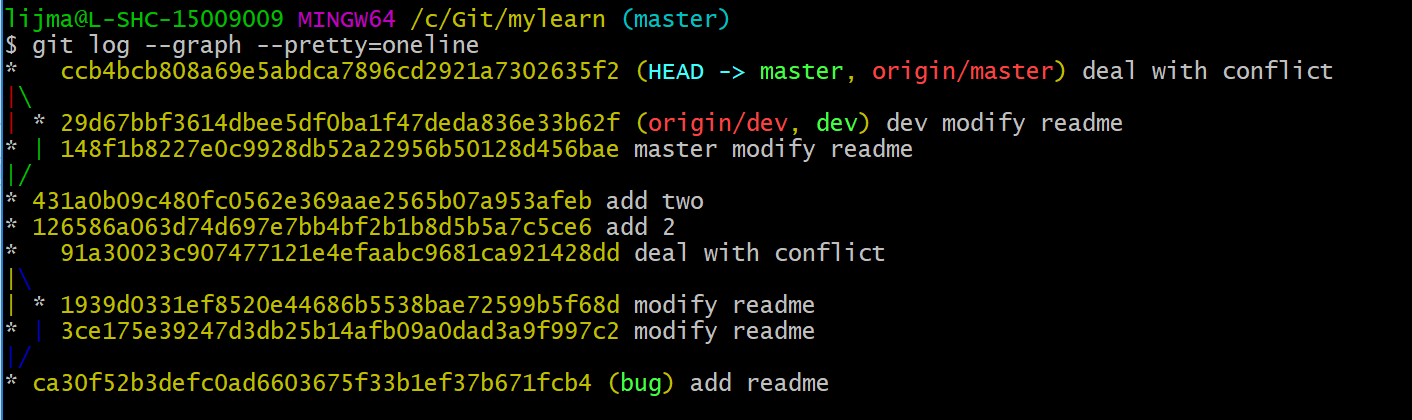 lijma@L-SHC-15009009 MINGW64 /c/Git/mylearn (master)
$ git log --graph --pretty=oneline
*   ccb4bcb808a69e5abdca7896cd2921a7302635f2 (HEAD -> master, origin/master) deal with conflict
|\
| * 29d67bbf3614dbee5df0ba1f47deda836e33b62f (origin/dev, dev) dev modify readme
* | 148f1b8227e0c9928db52a22956b50128d456bae master modify readme
|/
* 431a0b09c480fc0562e369aae2565b07a953afeb add two
* 126586a063d74d697e7bb4bf2b1b8d5b5a7c5ce6 add 2
*   91a30023c907477121e4efaabc9681ca921428dd deal with conflict
|\
| * 1939d0331ef8520e44686b5538bae72599b5f68d modify readme
* | 3ce175e39247d3db25b14afb09a0dad3a9f997c2 modify readme
|/
* ca30f52b3defc0ad6603675f33b1ef37b671fcb4 (bug) add readme